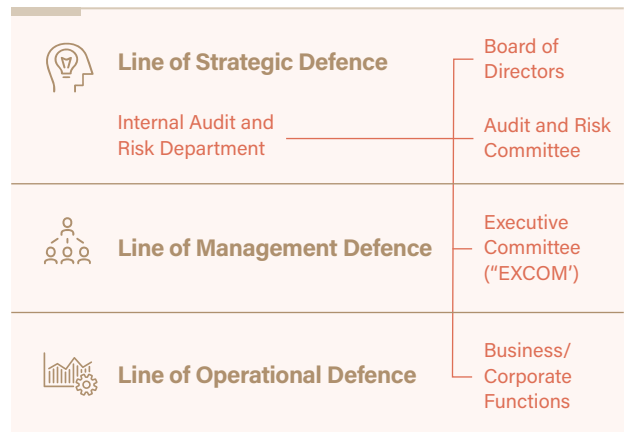 Line of Strategic Defence
Board of
Directors
Internal Audit and
Risk Department
Audit and Risk
Committee
Line of Management Defence
Executive
Committee
(“EXCOM’)
Line of Operational Defence
Business/
Corporate
Functions